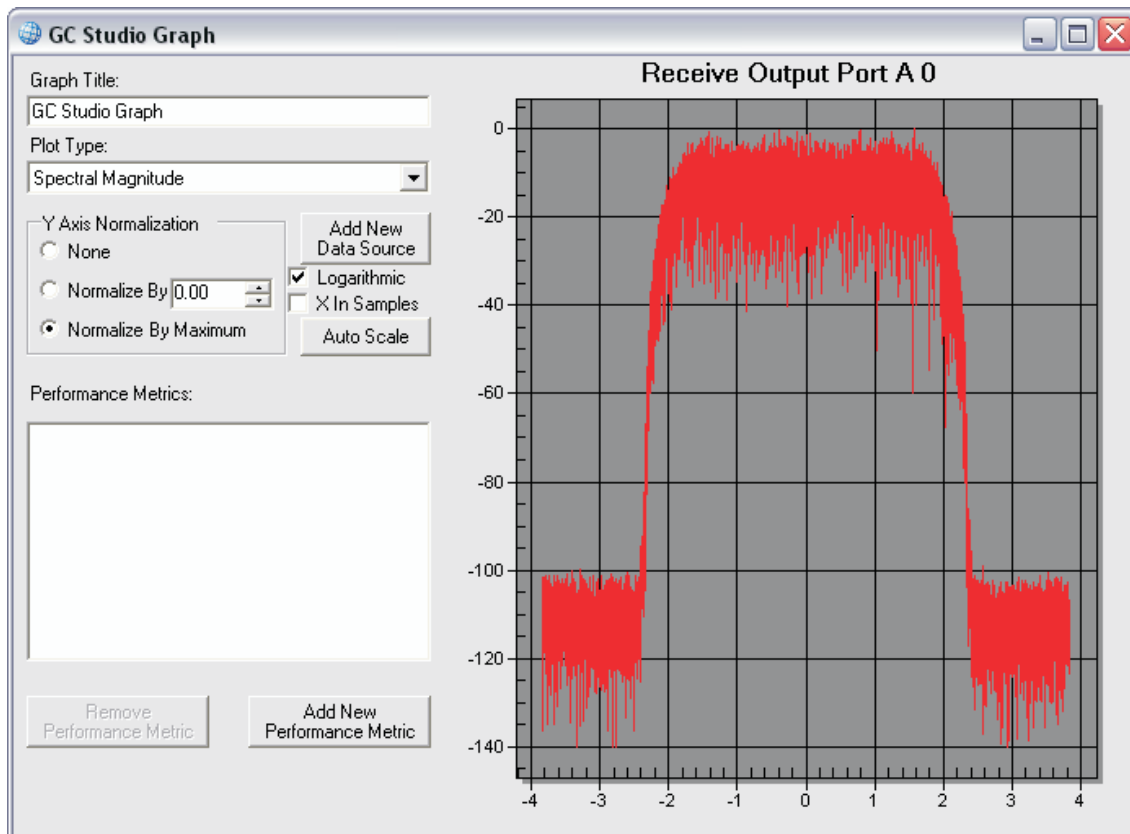 GC Studio Graph
Graph Title:
GC Studio Graph
Plot Type:
Spectral Magnitude
Y Axis Normalization
None
Normalize By 0.00
Normalize By Maximum
Add New
Data Source
Logarithmic
X In Samples
Auto Scale
Performance Metrics:
Remove
Performance Metric
Add New
Performance Metric
Receive Output Port A 0
0
-20
-40
-60
-80
-100
-120
-140
-4 -3 -2 -1 0 1 2 3 4